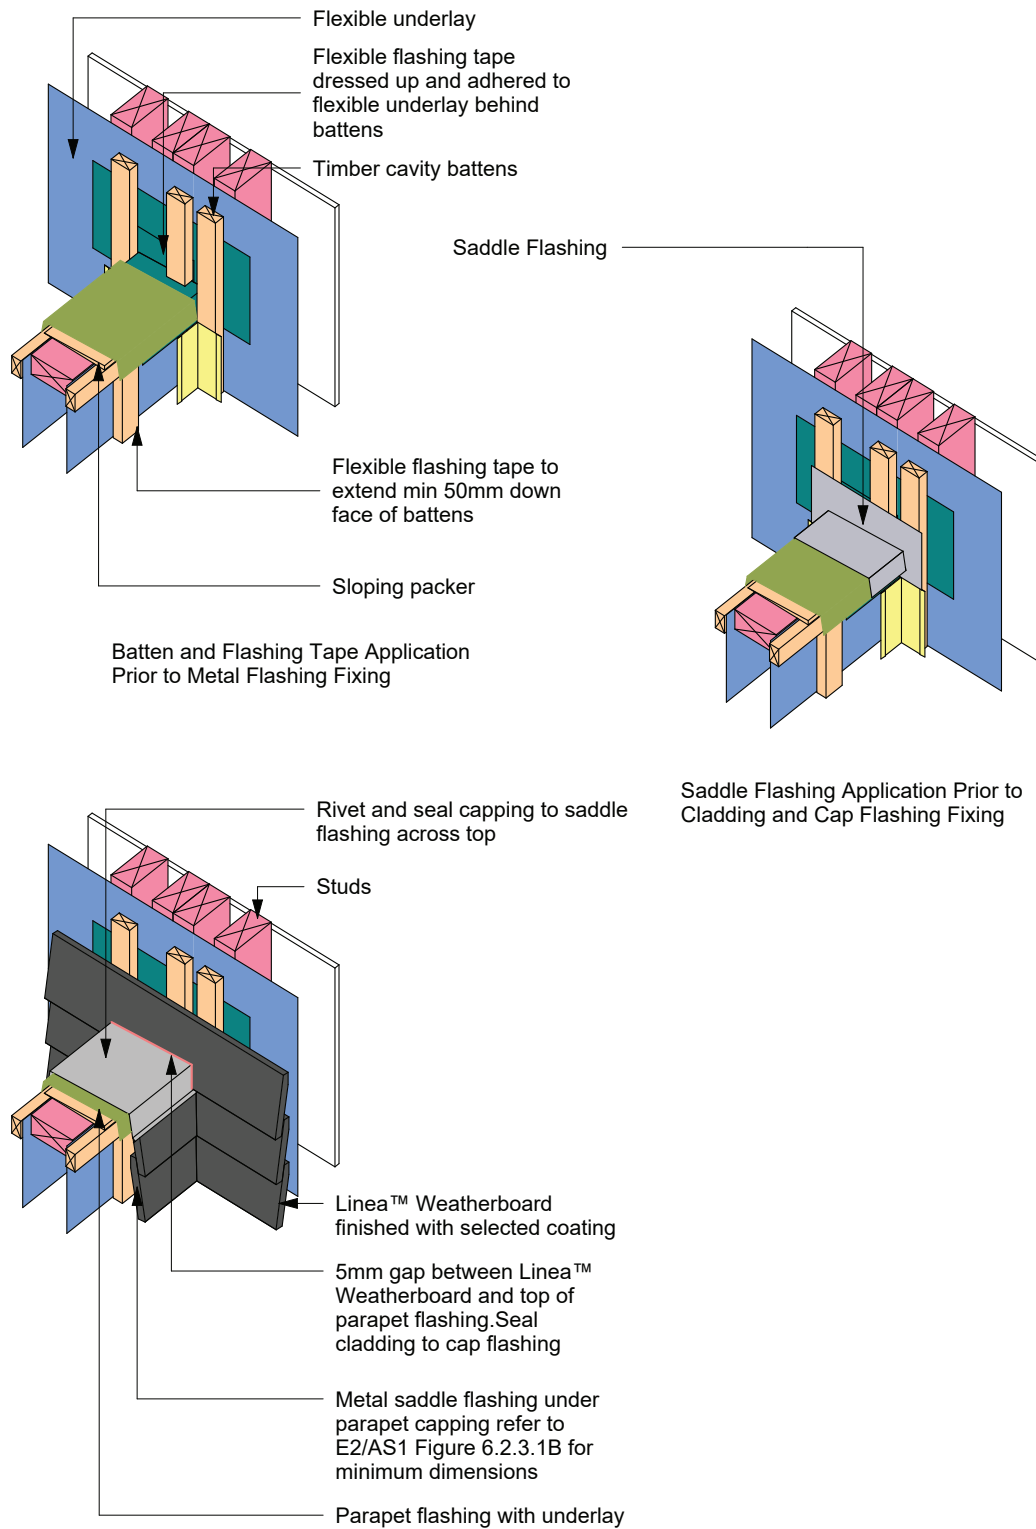 Flexible underlay
Flexible flashing tape
dressed up and adhered to
flexible underlay behind
battens
Timber cavity battens
Saddle Flashing
Flexible flashing tape to
extend min 50mm down
face of battens
Sloping packer
Batten and Flashing Tape Application
Prior to Metal Flashing Fixing
Saddle Flashing Application Prior to
Cladding and Cap Flashing Fixing
Rivet and seal capping to saddle
flashing across top
Studs
Linea™ Weatherboard
finished with selected coating
5mm gap between Linea™
Weatherboard and top of
parapet flashing.Seal
cladding to cap flashing
Metal saddle flashing under
parapet capping refer to
E2/AS1 Figure 6.2.3.1B for
minimum dimensions
Parapet flashing with underlay